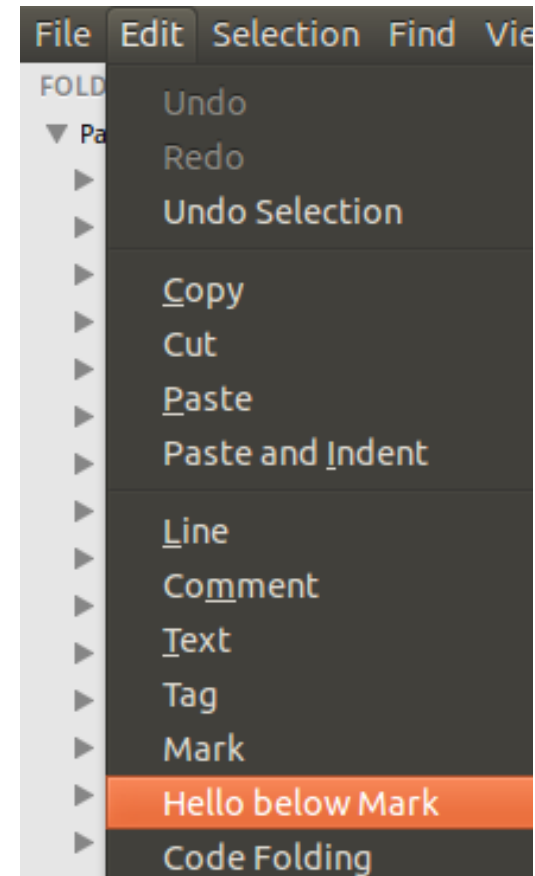 File Edit Selection Find Vie
FOLD
Pa
Undo
Redo
Undo Selection
Copy
Cut
Paste
Paste and Indent
Line
Comment
Text
Tag
Mark
Hello below Mark
Code Folding